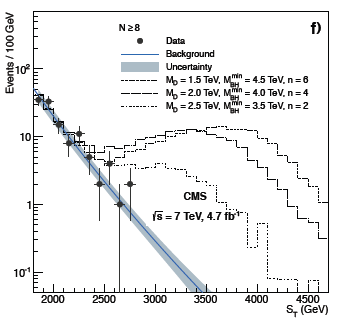 N ≥ 8
f)
Data
Background
Uncertainty
M_D = 1.5 TeV, M_BH^min = 4.5 TeV, n = 6
M_D = 2.0 TeV, M_BH^min = 4.0 TeV, n = 4
M_D = 2.5 TeV, M_BH^min = 3.5 TeV, n = 2
Events / 100 GeV
10²
10
1
10⁻¹
CMS
√s = 7 TeV, 4.7 fb⁻¹
2000 2500 3000 3500 4000 4500
S_T (GeV)